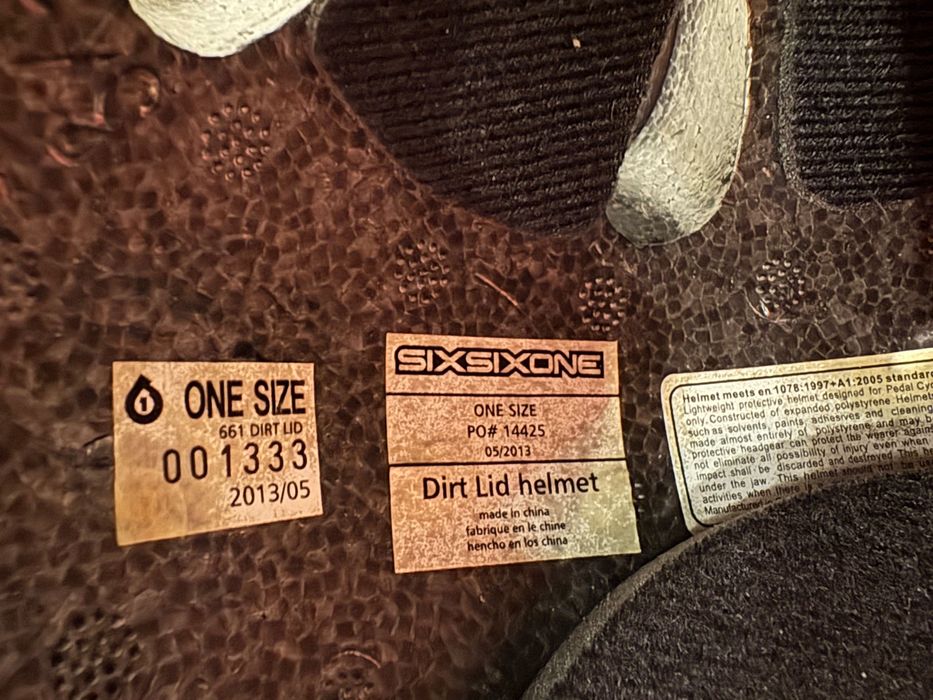 1
ONE SIZE
661 DIRT LID
001333
2013/05
SIXSIXONE
ONE SIZE
PO# 14425
05/2013
Dirt Lid helmet
made in china
fabrique en le chine
hencho en los china
Helmet meets en 1078:1997+A1:2005 standard
Lightweight protective helmet designed for Pedal Cyc
only. Constructed of expanded polystyrene. Helmet
such as solvents, paints, adhesives and cleaning
made almost entirely of polystyrene and may
protective headgear can protect the wearer against
not eliminate all possibility of injury even when
impact shall be discarded and destroyed This h
under the jaw. This helmet should not be us
activities when there
Manufactured